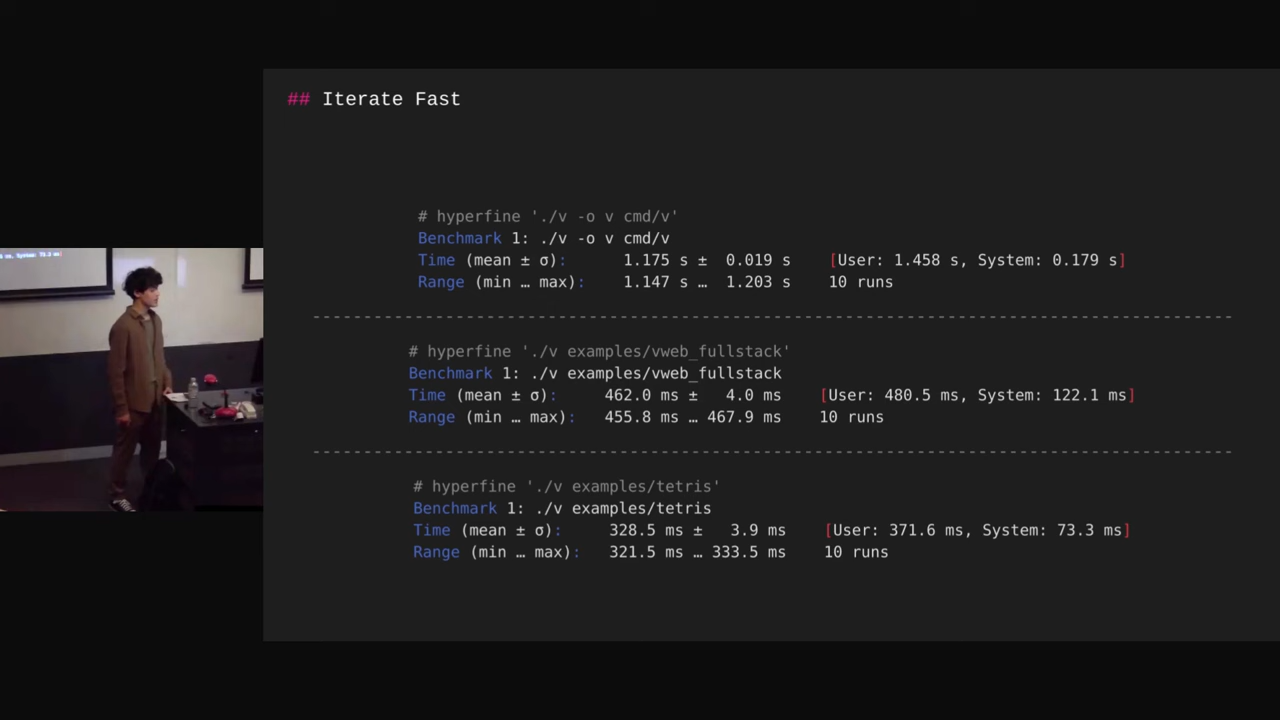 ## Iterate Fast
# hyperfine './v -o v cmd/v'
Benchmark 1: ./v -o v cmd/v
Time (mean ± σ): 1.175 s ± 0.019 s [User: 1.458 s, System: 0.179 s]
Range (min … max): 1.147 s … 1.203 s 10 runs
# hyperfine './v examples/vweb_fullstack'
Benchmark 1: ./v examples/vweb_fullstack
Time (mean ± σ): 462.0 ms ± 4.0 ms [User: 480.5 ms, System: 122.1 ms]
Range (min … max): 455.8 ms … 467.9 ms 10 runs
# hyperfine './v examples/tetris'
Benchmark 1: ./v examples/tetris
Time (mean ± σ): 328.5 ms ± 3.9 ms [User: 371.6 ms, System: 73.3 ms]
Range (min … max): 321.5 ms … 333.5 ms 10 runs